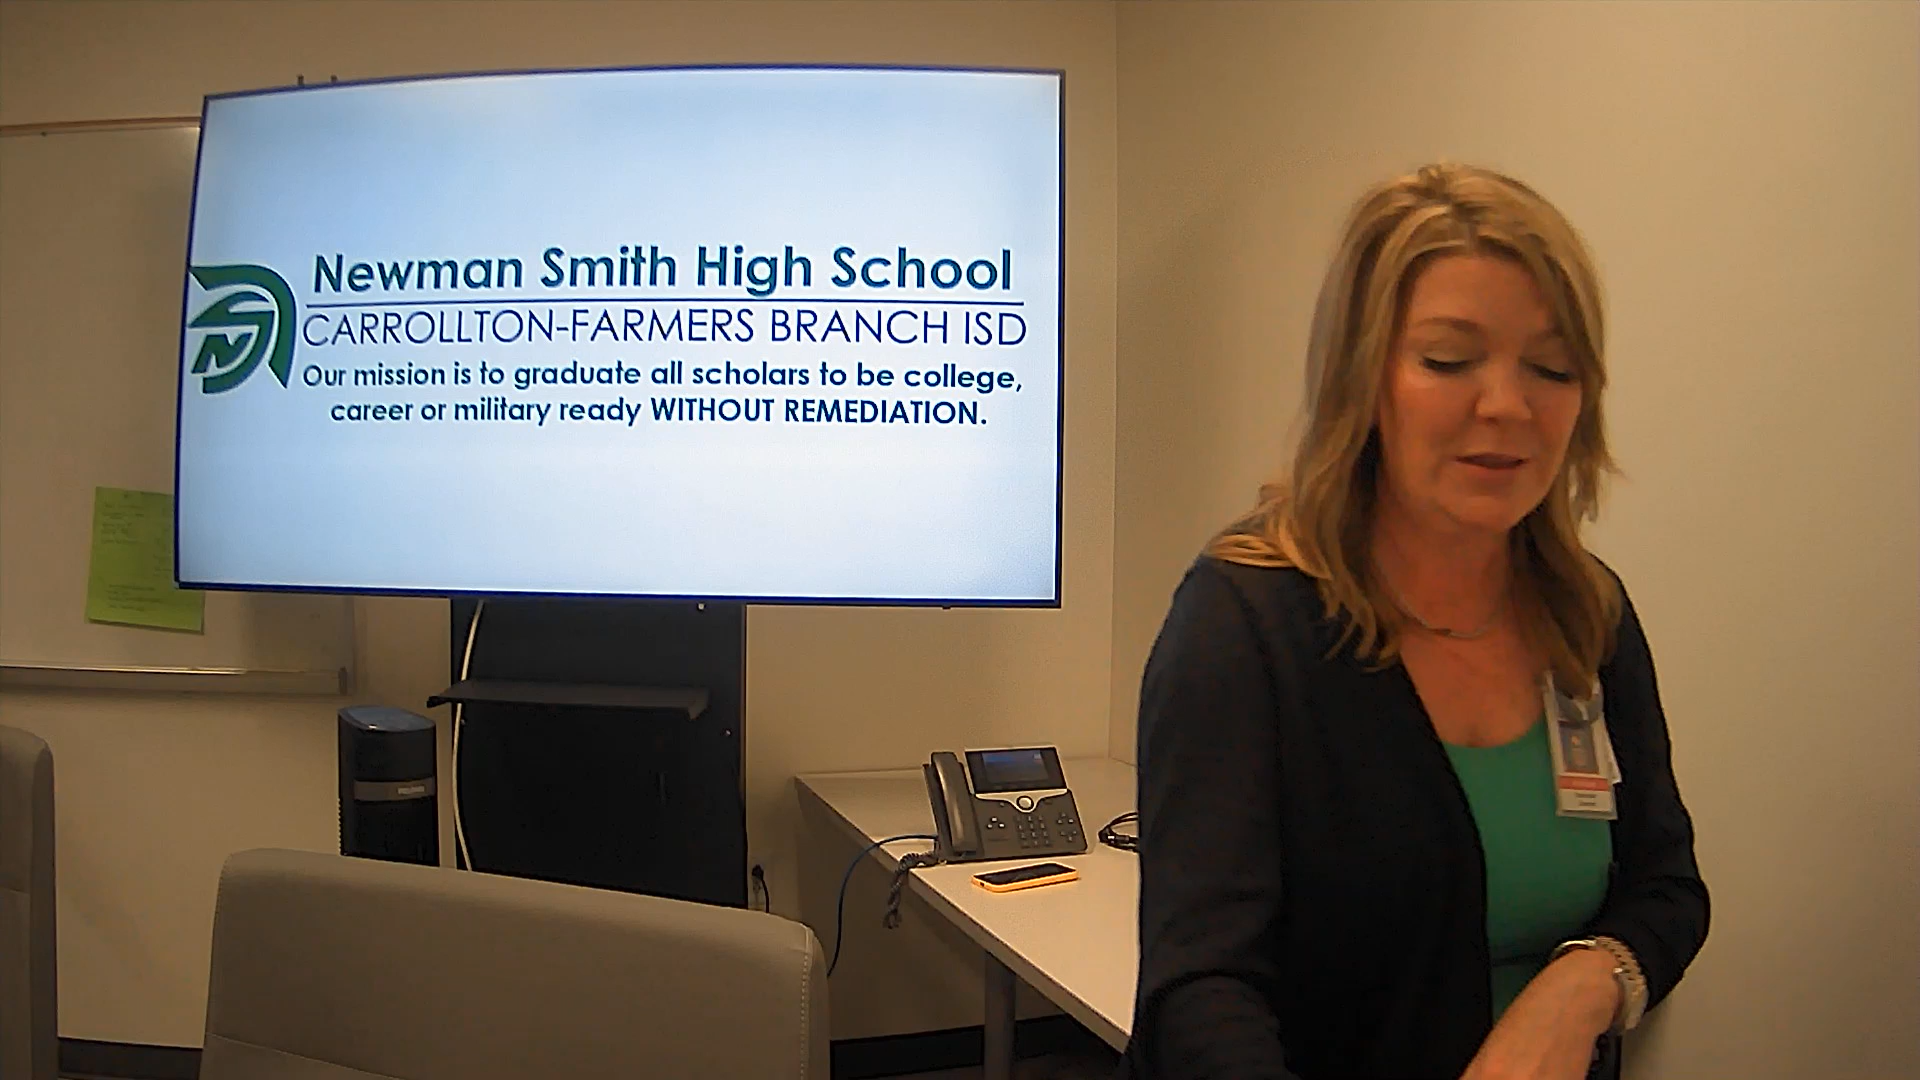 Newman Smith High School
CARROLLTON-FARMERS BRANCH ISD
Our mission is to graduate all scholars to be college,
career or military ready WITHOUT REMEDIATION.